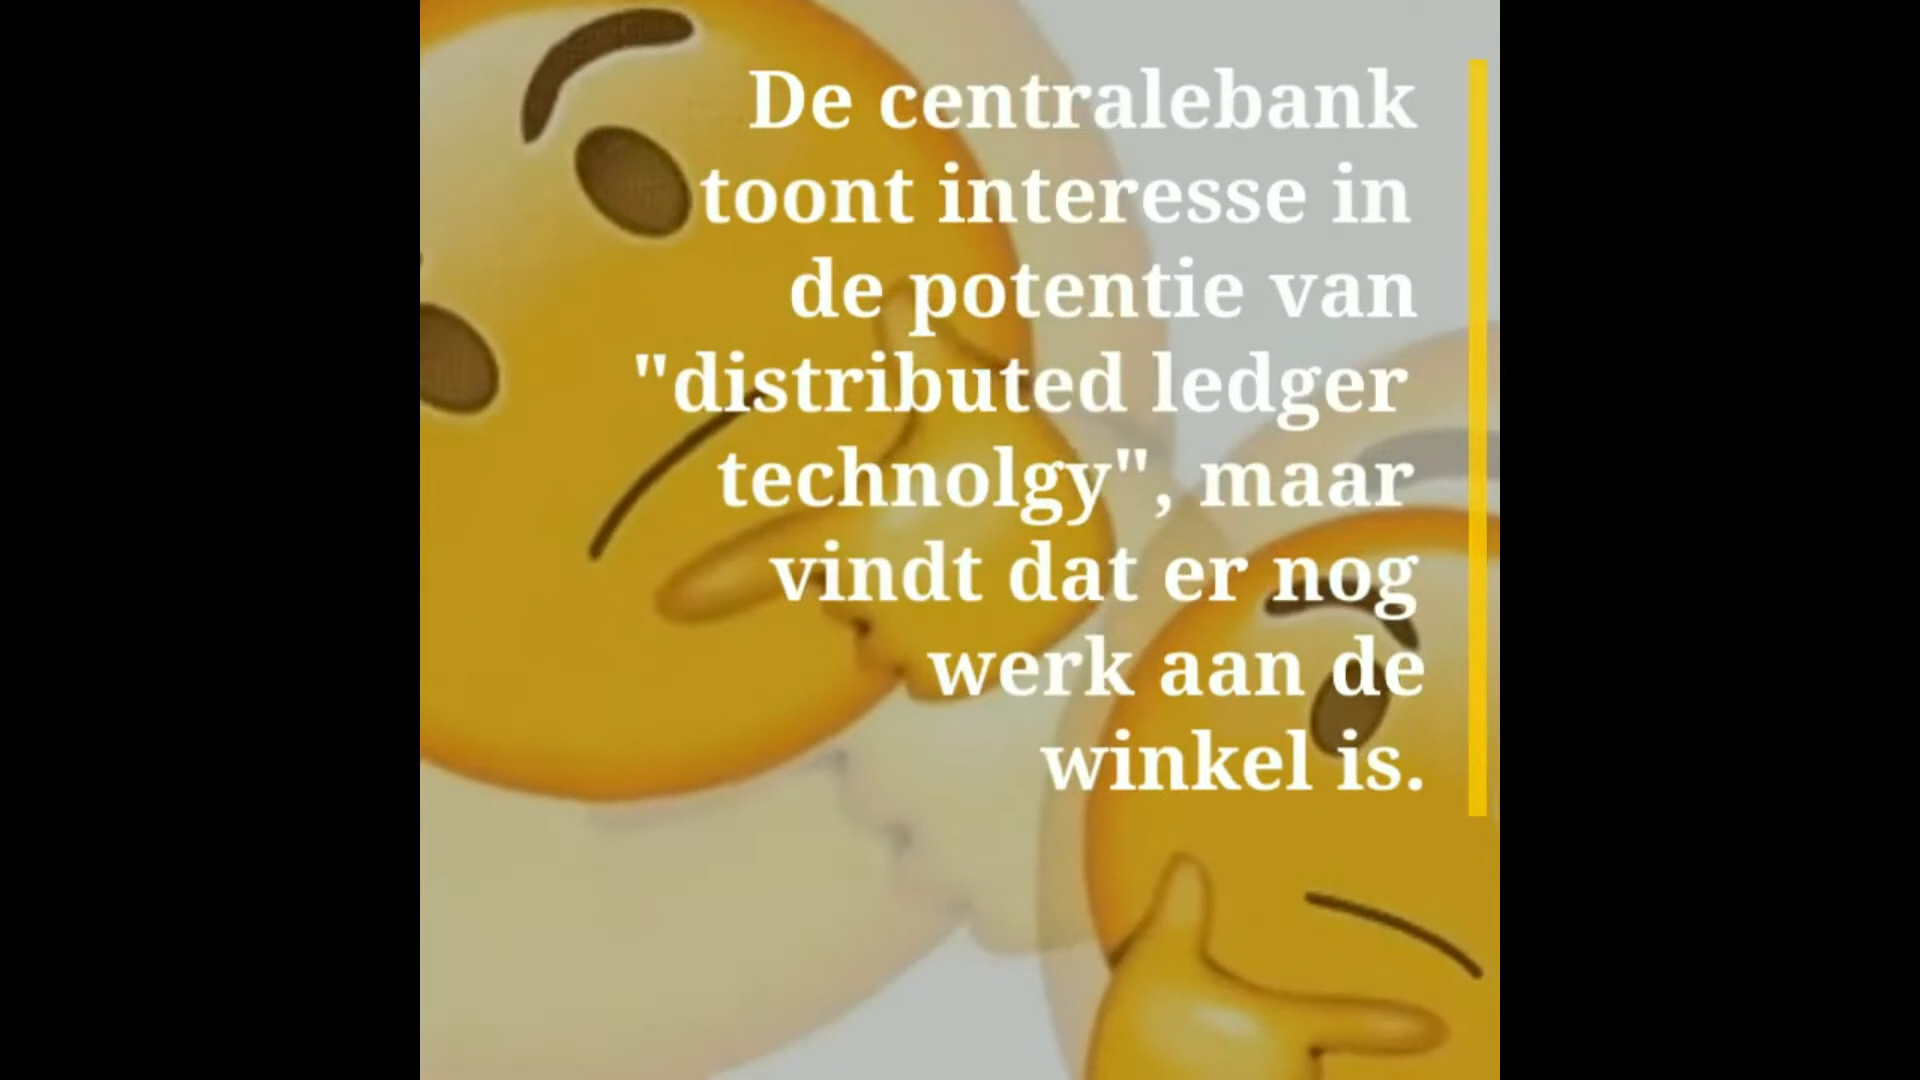 De centralebank
toont interesse in
de potentie van
"distributed ledger
technolgy", maar
vindt dat er nog
werk aan de
winkel is.